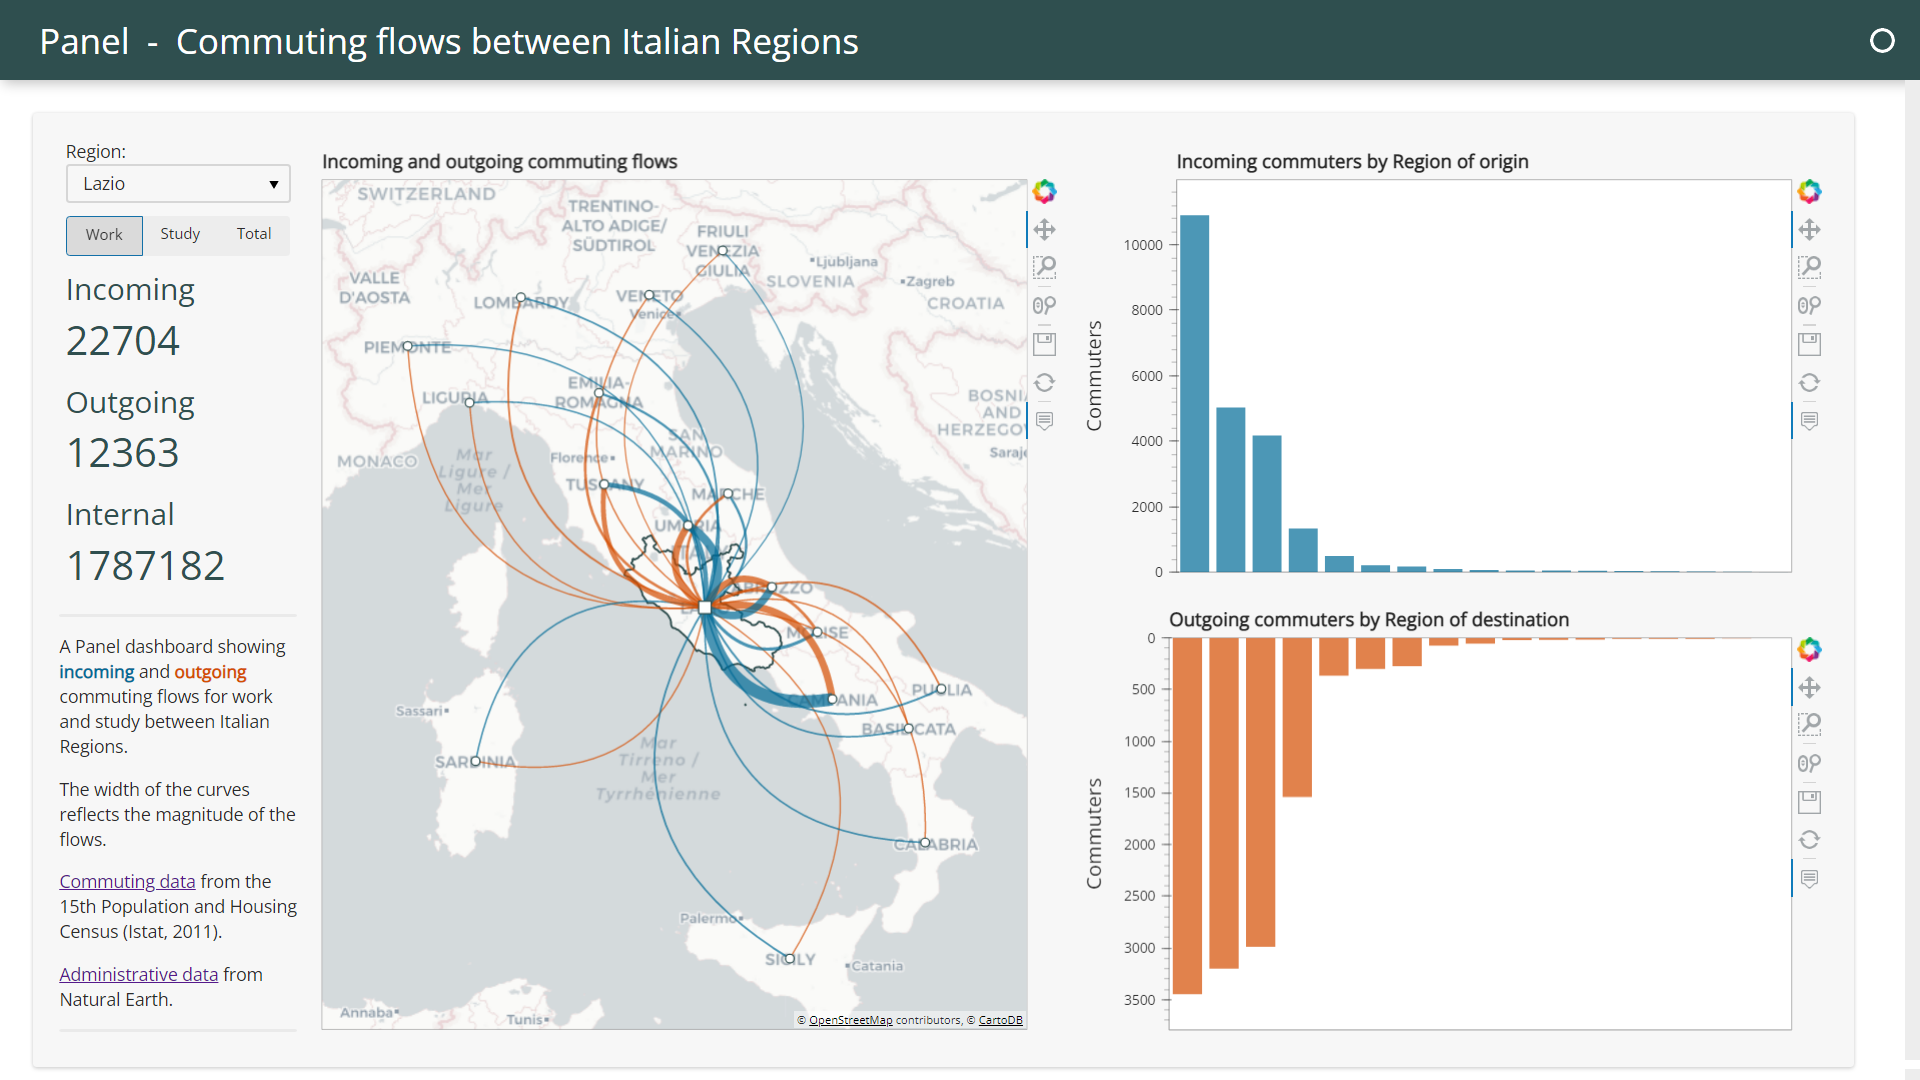 Panel - Commuting flows between Italian Regions
Region:
Lazio
Work
Study
Total
Incoming
22704
Outgoing
12363
Internal
1787182
A Panel dashboard showing
incoming and outgoing
commuting flows for work
and study between Italian
Regions.
The width of the curves
reflects the magnitude of the
flows.
Commuting data from the
15th Population and Housing
Census (Istat, 2011).
Administrative data from
Natural Earth.
Incoming and outgoing commuting flows
SWITZERLAND
TRENTINO-
ALTO ADIGE/
SÜDTIROL
FRIULI
VENEZIA
GIULIA
Ljubljana
SLOVENIA
Zagreb
CROATIA
VALLE
D'AOSTA
LOMBARDY
VENETO
Venice
PIEMONTE
EMILIA-
ROMAGNA
LIGURIA
BOSNI
AND
HERZEGO
SAN
MARINO
Saraje
MONACO
Florence
Mar
Ligure /
Mer
Ligure
TUSCANY
MARCHE
UMBRIA
ABRUZZO
MOLISE
CAMPANIA
PUGLIA
BASILICATA
Sassari
SARDINIA
Mar
Tirreno /
Mer
Tyrrhénienne
CALABRIA
Palermo
SICILY
Catania
Annaba
Tunis
© OpenStreetMap contributors, © CartoDB
Incoming commuters by Region of origin
Commuters
10000
8000
6000
4000
2000
0
Outgoing commuters by Region of destination
Commuters
0
500
1000
1500
2000
2500
3000
3500